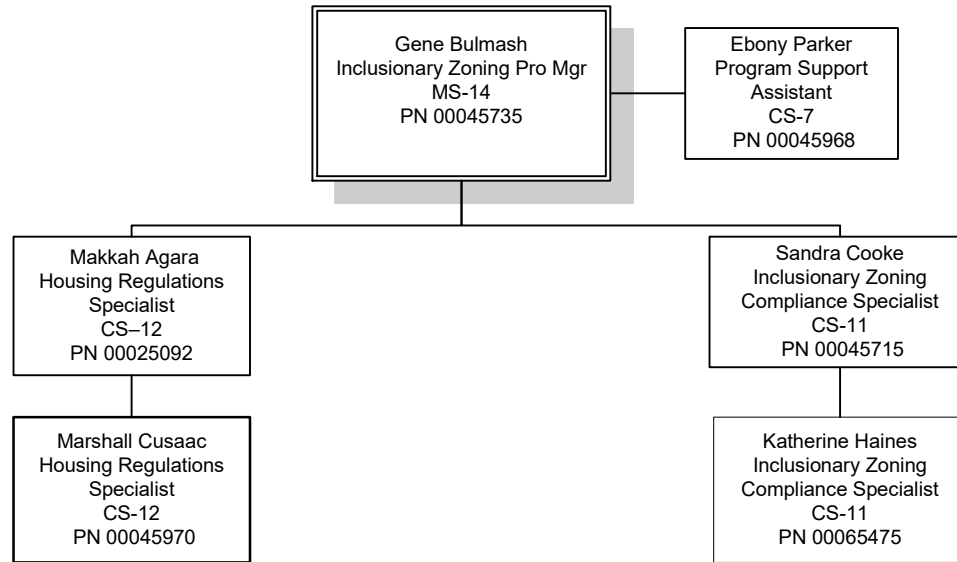 Gene Bulmash
Inclusionary Zoning Pro Mgr
MS-14
PN 00045735
Ebony Parker
Program Support
Assistant
CS-7
PN 00045968
Makkah Agara
Housing Regulations
Specialist
CS–12
PN 00025092
Sandra Cooke
Inclusionary Zoning
Compliance Specialist
CS-11
PN 00045715
Marshall Cusaac
Housing Regulations
Specialist
CS-12
PN 00045970
Katherine Haines
Inclusionary Zoning
Compliance Specialist
CS-11
PN 00065475